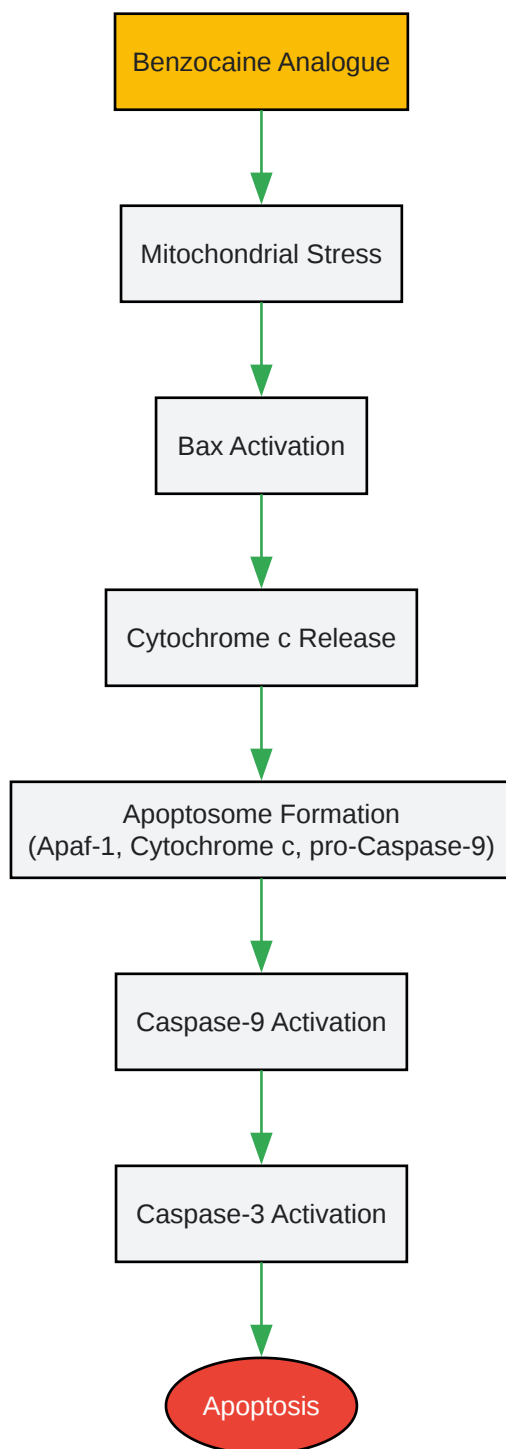 Benzocaine Analogue
Mitochondrial Stress
Bax Activation
Cytochrome c Release
Apoptosome Formation
(Apaf-1, Cytochrome c, pro-Caspase-9)
Caspase-9 Activation
Caspase-3 Activation
Apoptosis